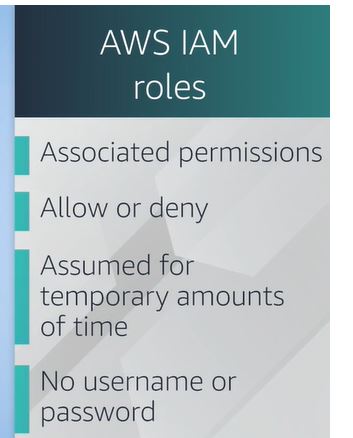 AWS IAM
roles
Associated permissions
Allow or deny
Assumed for
temporary amounts
of time
No username or
password